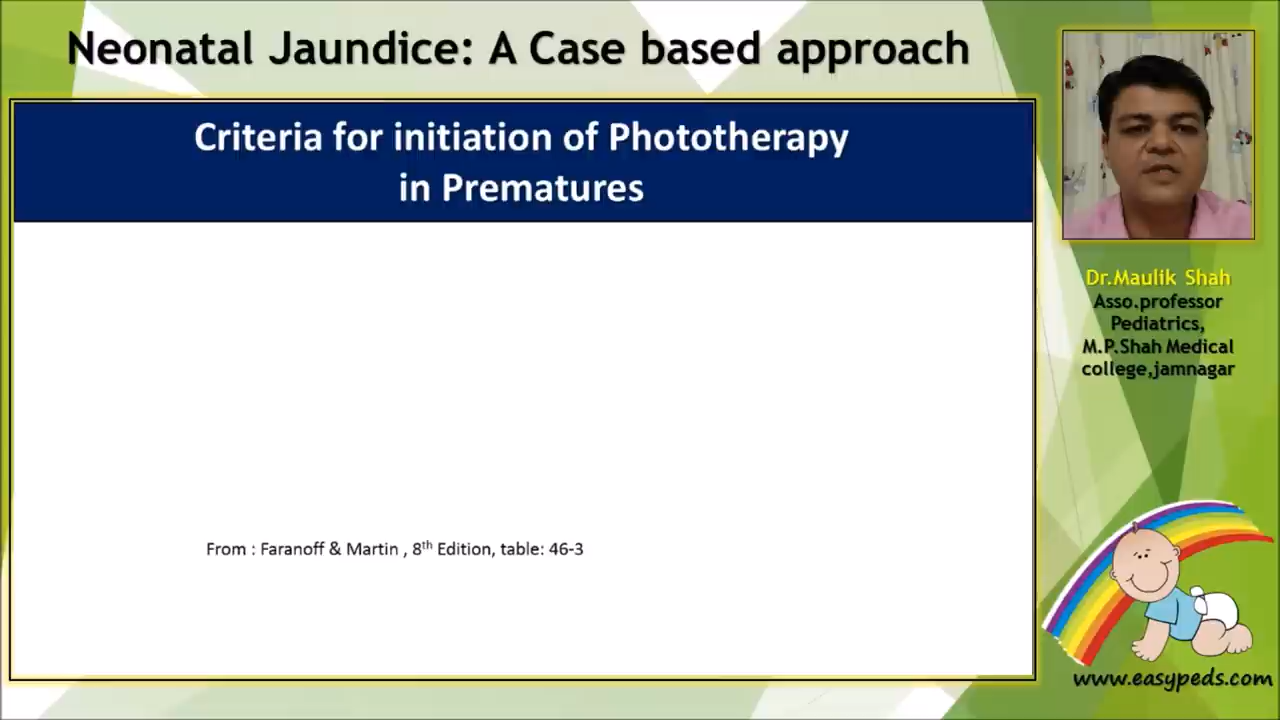 Neonatal Jaundice: A Case based approach
Criteria for initiation of Phototherapy
in Prematures
From : Faranoff & Martin , 8th Edition, table: 46-3
Dr.Maulik Shah
Asso.professor
Pediatrics,
M.P.Shah Medical
college,jamnagar
www.easypeds.com